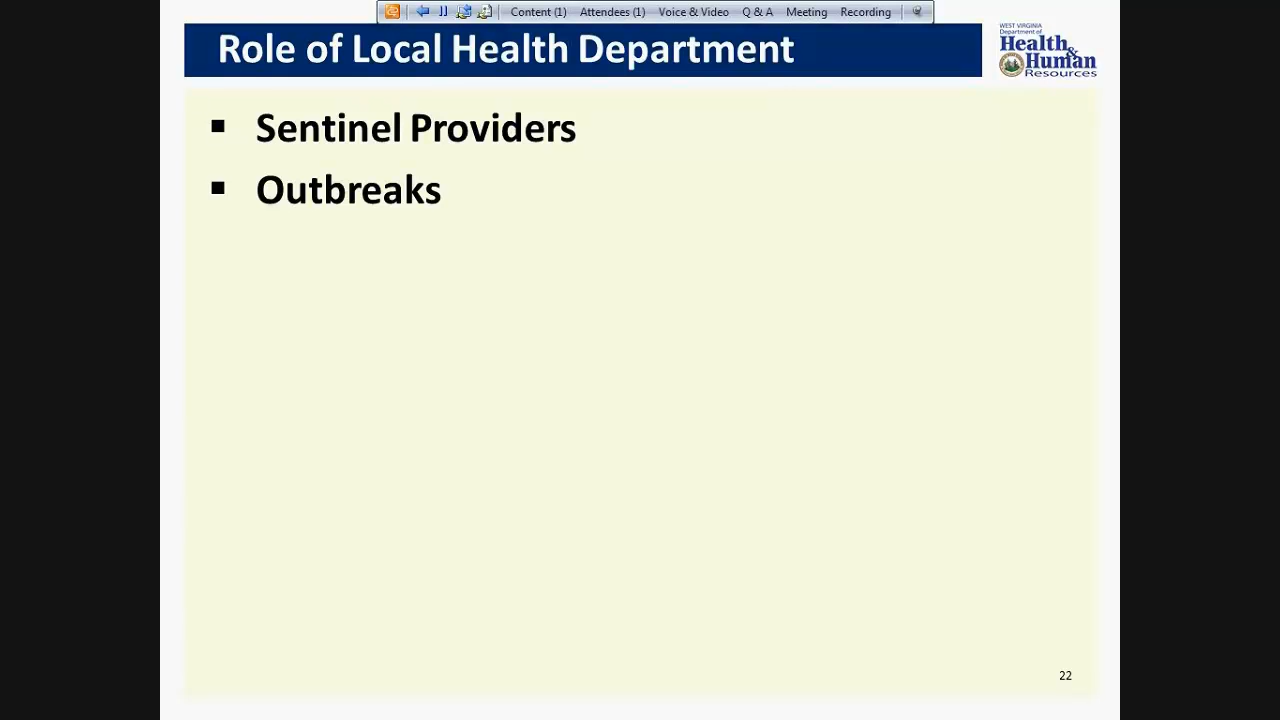 Content (1) Attendees (1) Voice & Video Q & A Meeting Recording
Role of Local Health Department
WEST VIRGINIA
Department of
Health &
Human
Resources
▪ Sentinel Providers
▪ Outbreaks
22